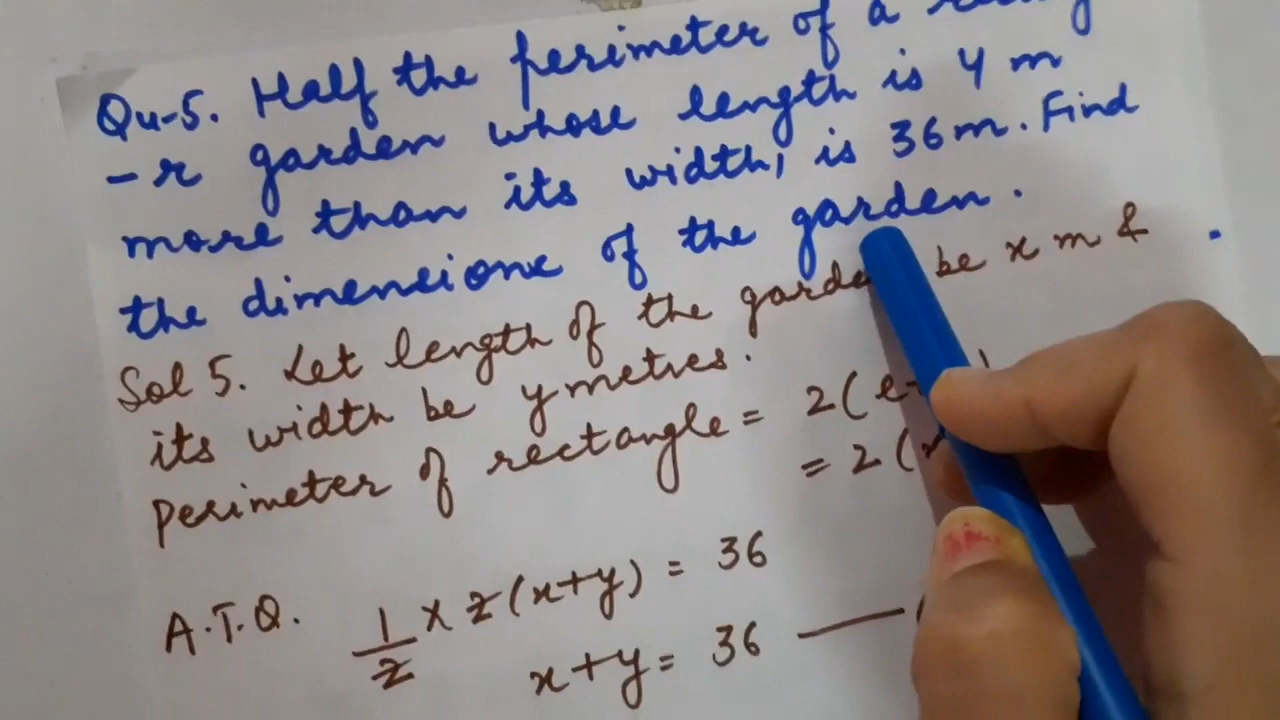 Qu-5. Half the perimeter of a
-r garden whose length is 4 m
more than its width, is 36m. Find
the dimensions of the garden.
Sol 5. Let length of the garden be x m &
its width be y metres.
Perimeter of rectangle = 2(
= 2(
A.T.Q. 1/2 x 2(x+y) = 36
x+y = 36